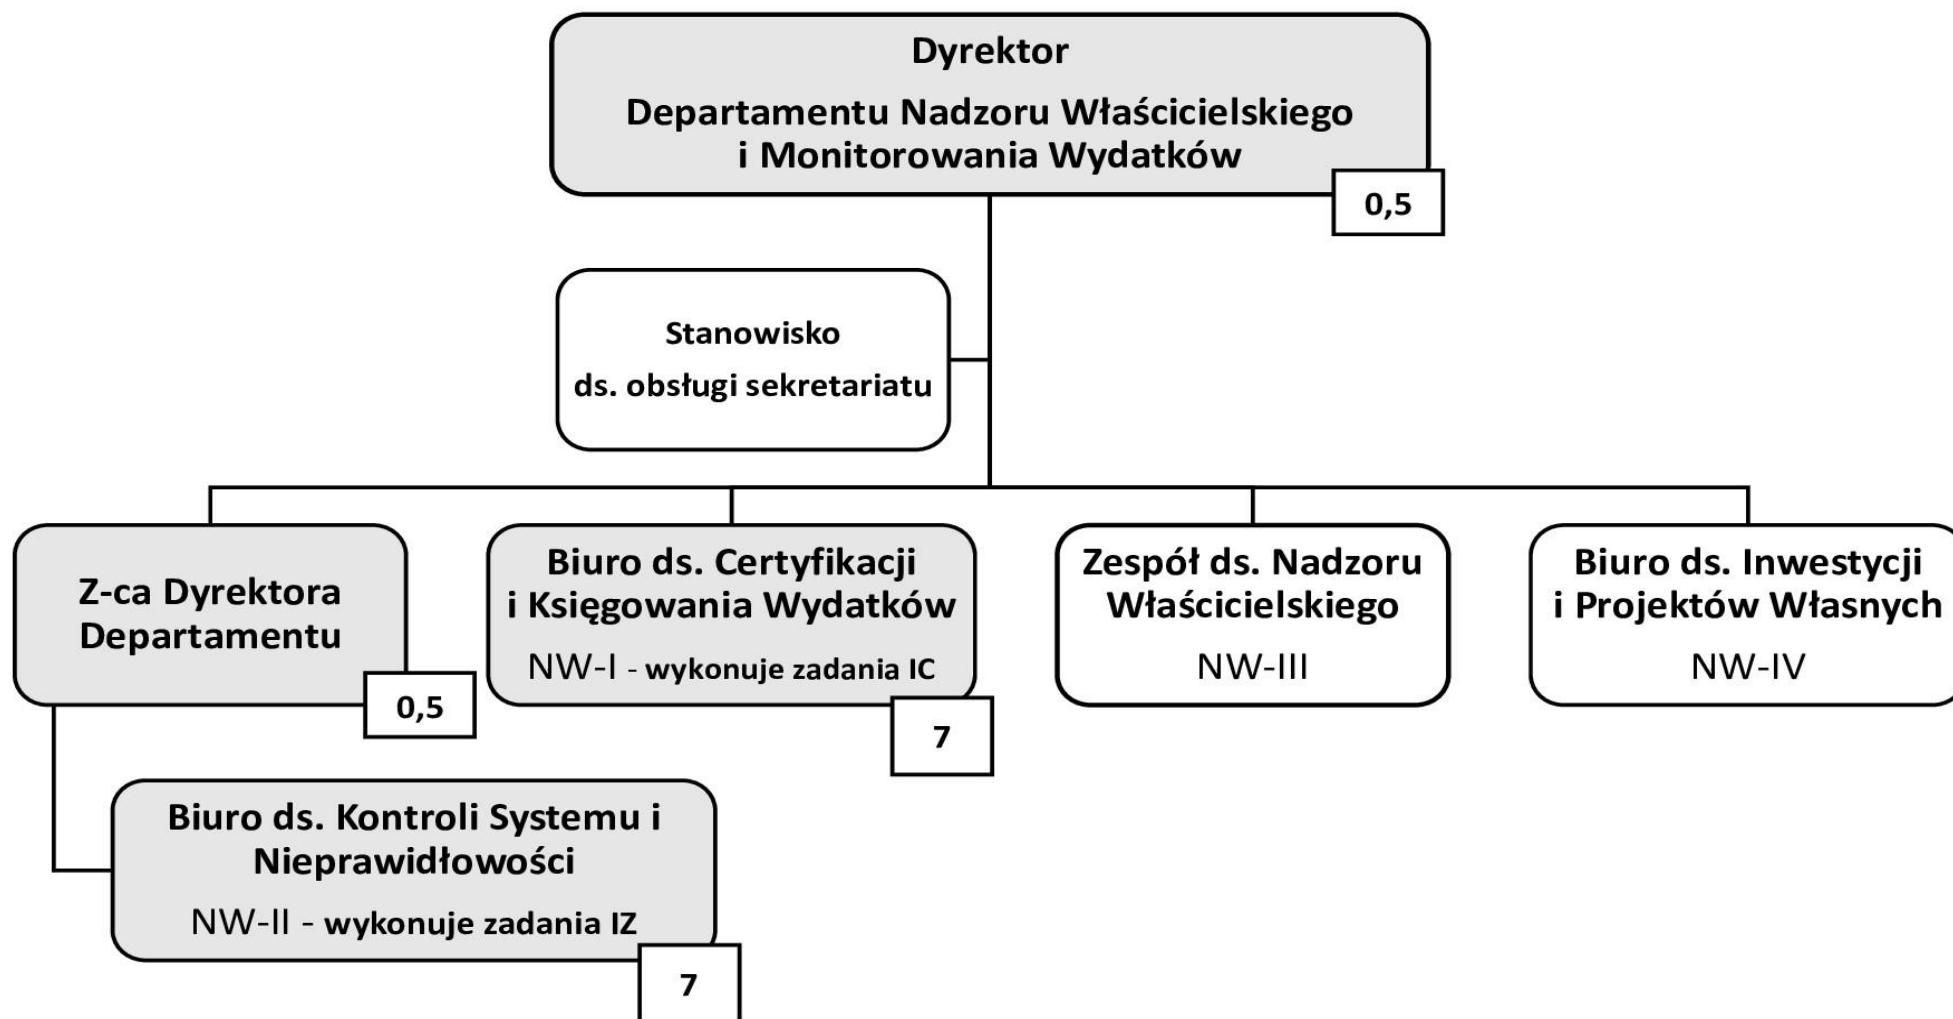 Dyrektor
Departamentu Nadzoru Właścicielskiego
i Monitorowania Wydatków
0,5
Stanowisko
ds. obsługi sekretariatu
Z-ca Dyrektora
Departamentu
0,5
Biuro ds. Certyfikacji
i Księgowania Wydatków
NW-I - wykonuje zadania IC
7
Zespół ds. Nadzoru
Właścicielskiego
NW-III
Biuro ds. Inwestycji
i Projektów Własnych
NW-IV
Biuro ds. Kontroli Systemu i
Nieprawidłowości
NW-II - wykonuje zadania IZ
7